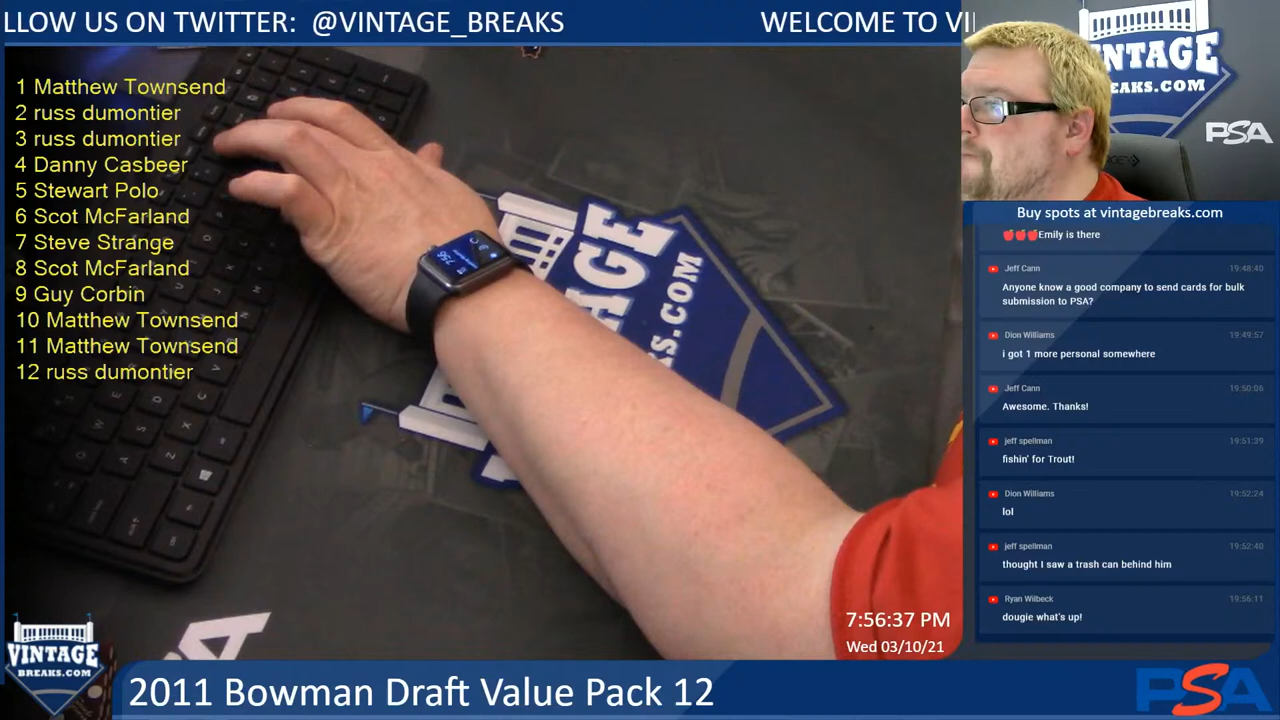 LLOW US ON TWITTER: @VINTAGE_BREAKS
WELCOME TO VI
VINTAGE
BREAKS.COM
PSA
1 Matthew Townsend
2 russ dumontier
3 russ dumontier
4 Danny Casbeer
5 Stewart Polo
6 Scot McFarland
7 Steve Strange
8 Scot McFarland
9 Guy Corbin
10 Matthew Townsend
11 Matthew Townsend
12 russ dumontier
Buy spots at vintagebreaks.com
Emily is there
Jeff Cann 19:48:40
Anyone know a good company to send cards for bulk
submission to PSA?
Dion Williams 19:49:57
i got 1 more personal somewhere
Jeff Cann 19:50:06
Awesome. Thanks!
jeff spellman 19:51:39
fishin' for Trout!
Dion Williams 19:52:24
lol
jeff spellman 19:52:40
thought I saw a trash can behind him
Ryan Wilbeck 19:56:11
dougie what's up!
7:56:37 PM
Wed 03/10/21
VINTAGE
BREAKS.COM
2011 Bowman Draft Value Pack 12
PSA